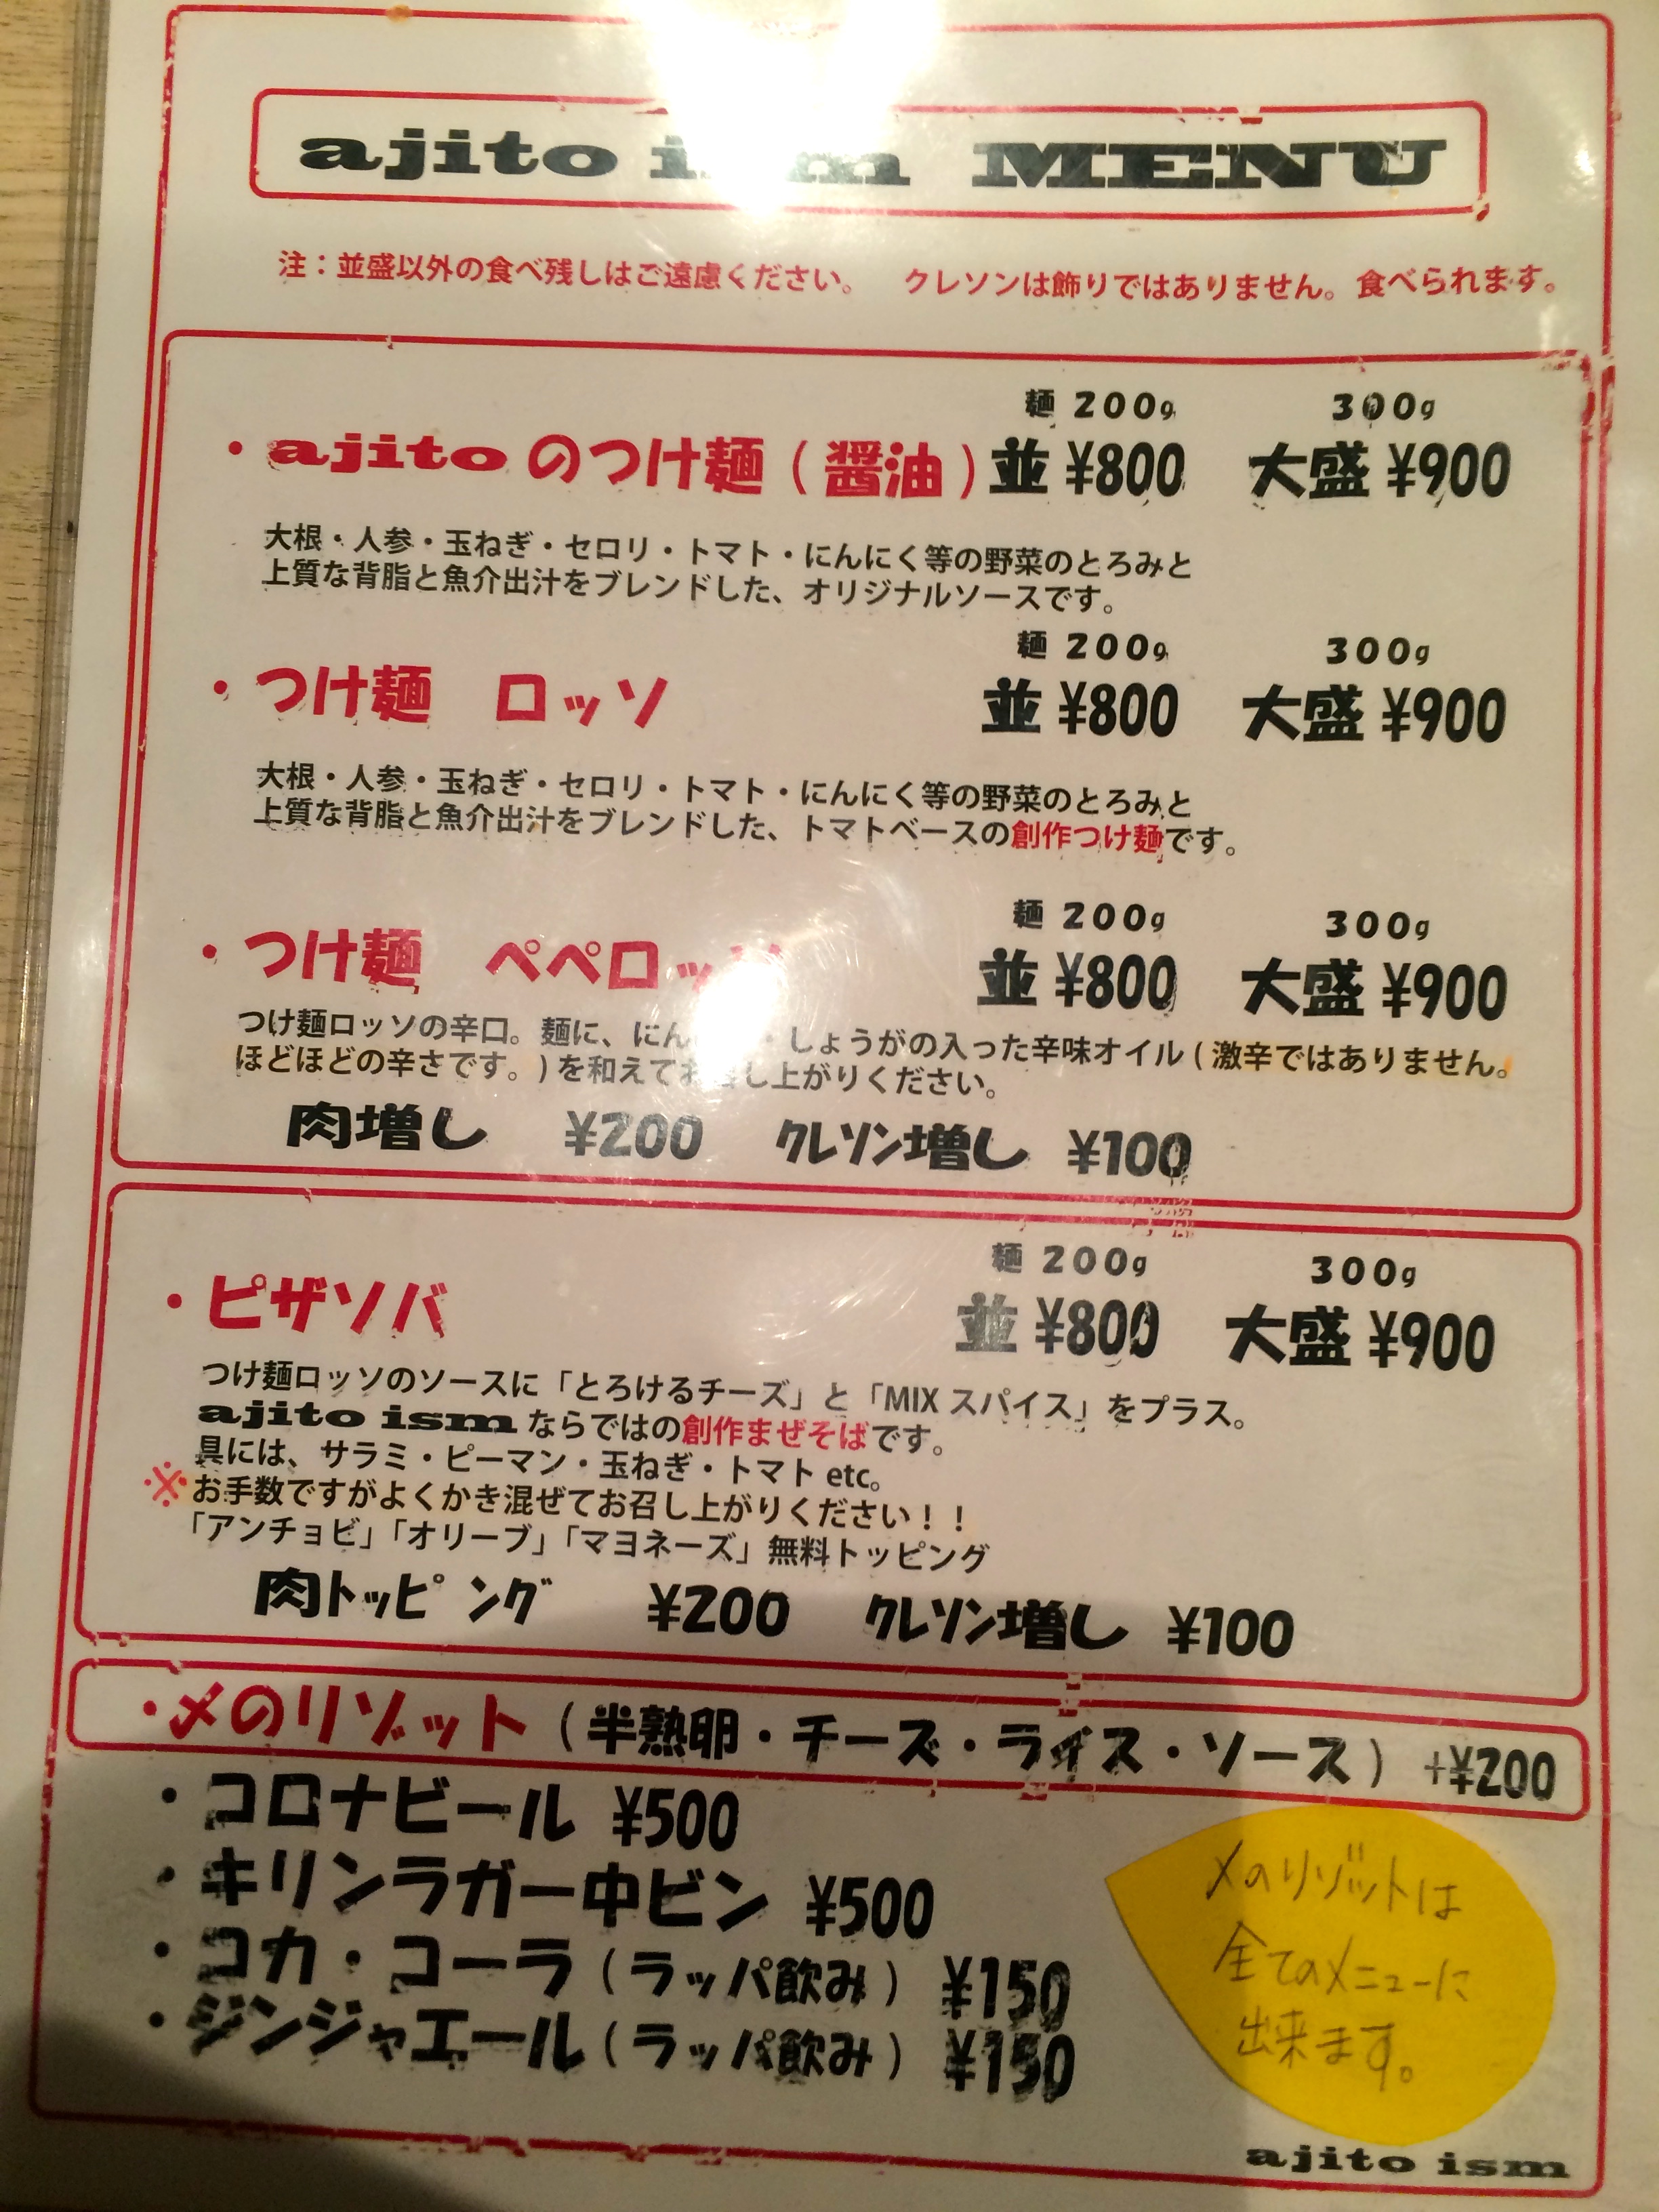 ajito ism MENU
注：並盛以外の食べ残しはご遠慮ください。 クレソンは飾りではありません。食べられます。
麺 200g 300g
・ajito のつけ麺（醤油）並 ¥800 大盛 ¥900
大根・人参・玉ねぎ・セロリ・トマト・にんにく等の野菜のとろみと
上質な背脂と魚介出汁をブレンドした、オリジナルソースです。
麺 200g 300g
・つけ麺 ロッソ 並 ¥800 大盛 ¥900
大根・人参・玉ねぎ・セロリ・トマト・にんにく等の野菜のとろみと
上質な背脂と魚介出汁をブレンドした、トマトベースの創作つけ麺です。
麺 200g 300g
・つけ麺 ペペロッソ 並 ¥800 大盛 ¥900
つけ麺ロッソの辛口。麺に、にん・しょうがの入った辛味オイル ( 激辛ではありません。
ほどほどの辛さです。) を和えてお召し上がりください。
肉増し ¥200 クレソン増し ¥100
麺 200g 300g
・ピザソバ 並 ¥800 大盛 ¥900
つけ麺ロッソのソースに「とろけるチーズ」と「MIX スパイス」をプラス。
ajito ism ならではの創作まぜそばです。
具には、サラミ・ピーマン・玉ねぎ・トマト etc。
※お手数ですがよくかき混ぜてお召し上がりください！！
「アンチョビ」「オリーブ」「マヨネーズ」無料トッピング
肉トッピング ¥200 クレソン増し ¥100
・〆のリゾット（半熟卵・チーズ・ライス・ソース）+¥200
・コロナビール ¥500
・キリンラガー中ビン ¥500
・コカ・コーラ（ラッパ飲み）¥150
・ジンジャエール（ラッパ飲み）¥150
〆のリゾットは
全てのメニューに
出来ます。
ajito ism